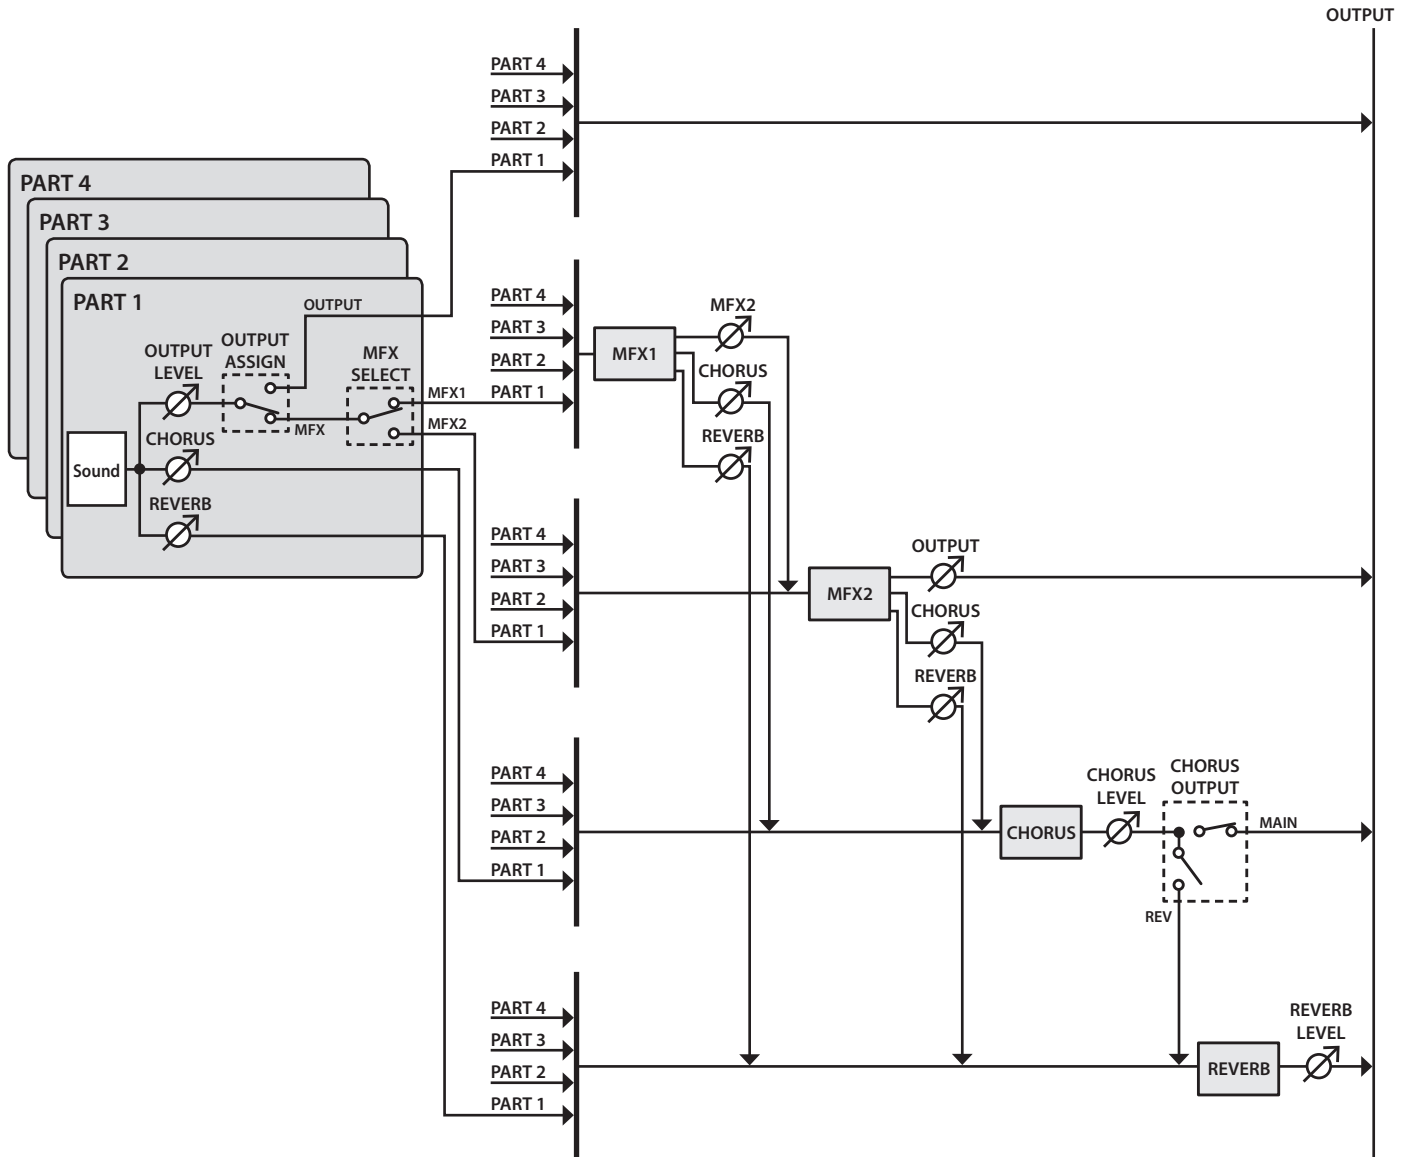 OUTPUT
PART 4
PART 3
PART 2
PART 1
PART 4
PART 3
PART 2
PART 1
OUTPUT
OUTPUT
LEVEL
OUTPUT
ASSIGN
MFX
SELECT
MFX1
MFX2
MFX
CHORUS
Sound
REVERB
PART 4
PART 3
PART 2
PART 1
MFX1
MFX2
CHORUS
REVERB
PART 4
PART 3
PART 2
PART 1
MFX2
OUTPUT
CHORUS
REVERB
PART 4
PART 3
PART 2
PART 1
CHORUS
CHORUS
LEVEL
CHORUS
OUTPUT
MAIN
REV
PART 4
PART 3
PART 2
PART 1
REVERB
REVERB
LEVEL